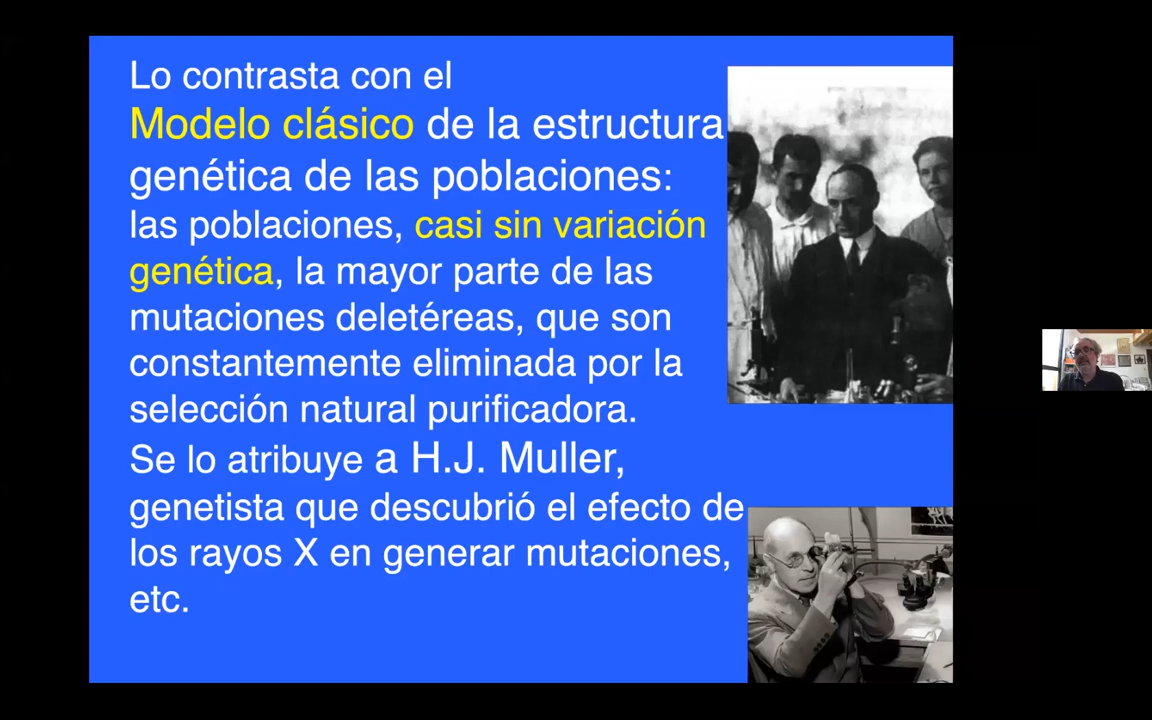 Lo contrasta con el
Modelo clásico de la estructura
genética de las poblaciones:
las poblaciones, casi sin variación
genética, la mayor parte de las
mutaciones deletéreas, que son
constantemente eliminada por la
selección natural purificadora.
Se lo atribuye a H.J. Muller,
genetista que descubrió el efecto de
los rayos X en generar mutaciones,
etc.